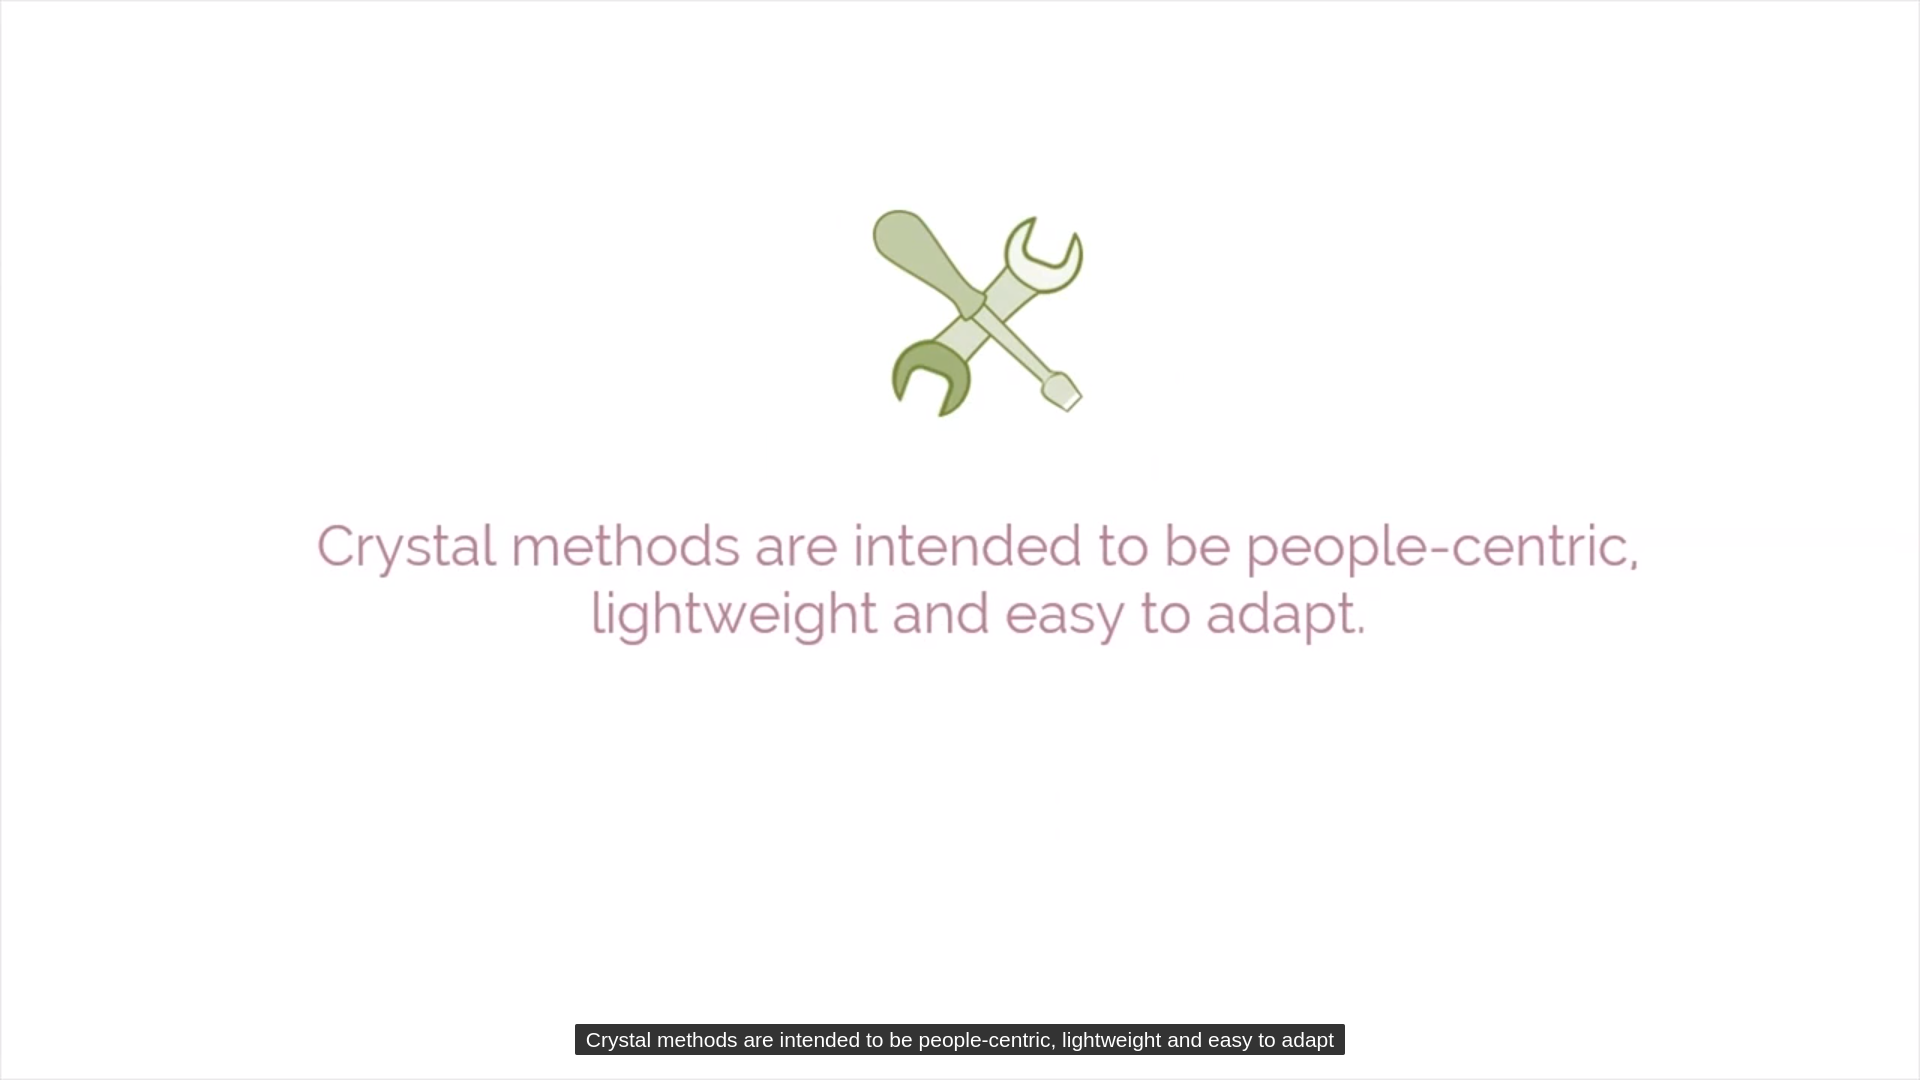 Crystal methods are intended to be people-centric,
lightweight and easy to adapt.
Crystal methods are intended to be people-centric, lightweight and easy to adapt